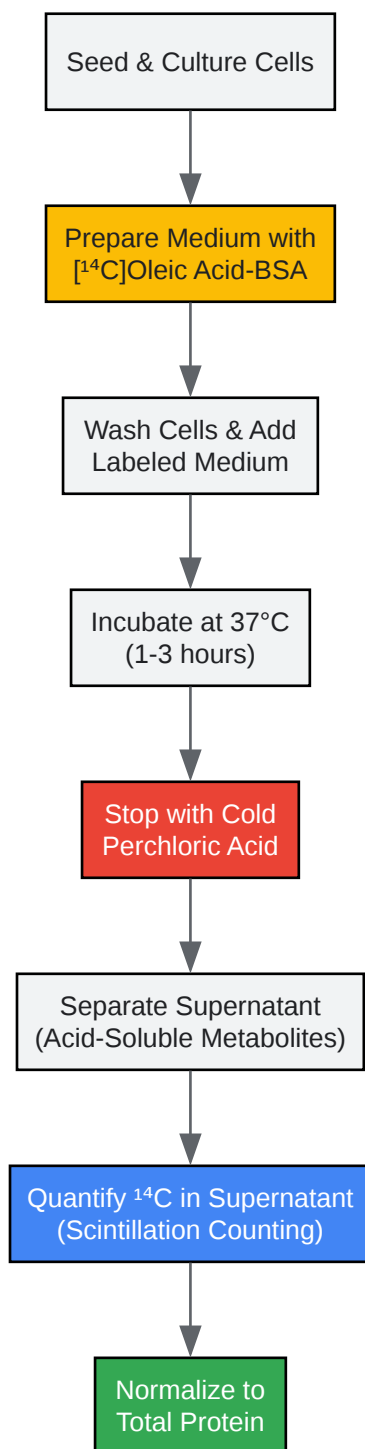 Seed & Culture Cells
Prepare Medium with
[¹⁴C]Oleic Acid-BSA
Wash Cells & Add
Labeled Medium
Incubate at 37°C
(1-3 hours)
Stop with Cold
Perchloric Acid
Separate Supernatant
(Acid-Soluble Metabolites)
Quantify ¹⁴C in Supernatant
(Scintillation Counting)
Normalize to
Total Protein